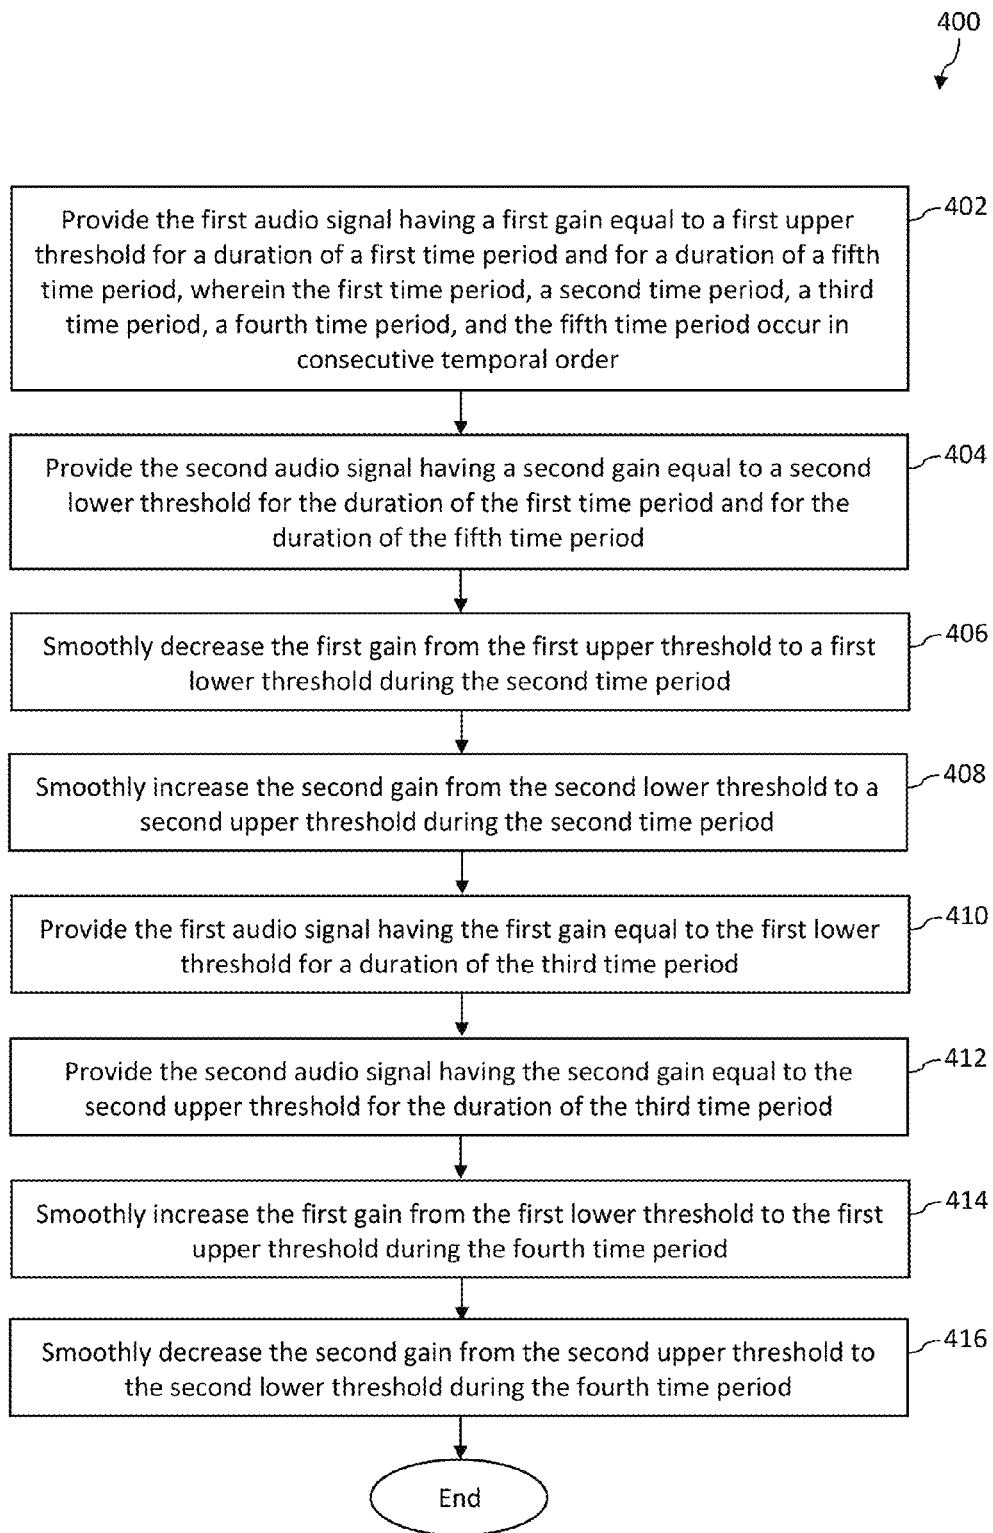 400
Provide the first audio signal having a first gain equal to a first upper
threshold for a duration of a first time period and for a duration of a fifth
time period, wherein the first time period, a second time period, a third
time period, a fourth time period, and the fifth time period occur in
consecutive temporal order
402
Provide the second audio signal having a second gain equal to a second
lower threshold for the duration of the first time period and for the
duration of the fifth time period
404
Smoothly decrease the first gain from the first upper threshold to a first
lower threshold during the second time period
406
Smoothly increase the second gain from the second lower threshold to a
second upper threshold during the second time period
408
Provide the first audio signal having the first gain equal to the first lower
threshold for a duration of the third time period
410
Provide the second audio signal having the second gain equal to the
second upper threshold for the duration of the third time period
412
Smoothly increase the first gain from the first lower threshold to the first
upper threshold during the fourth time period
414
Smoothly decrease the second gain from the second upper threshold to
the second lower threshold during the fourth time period
416
End